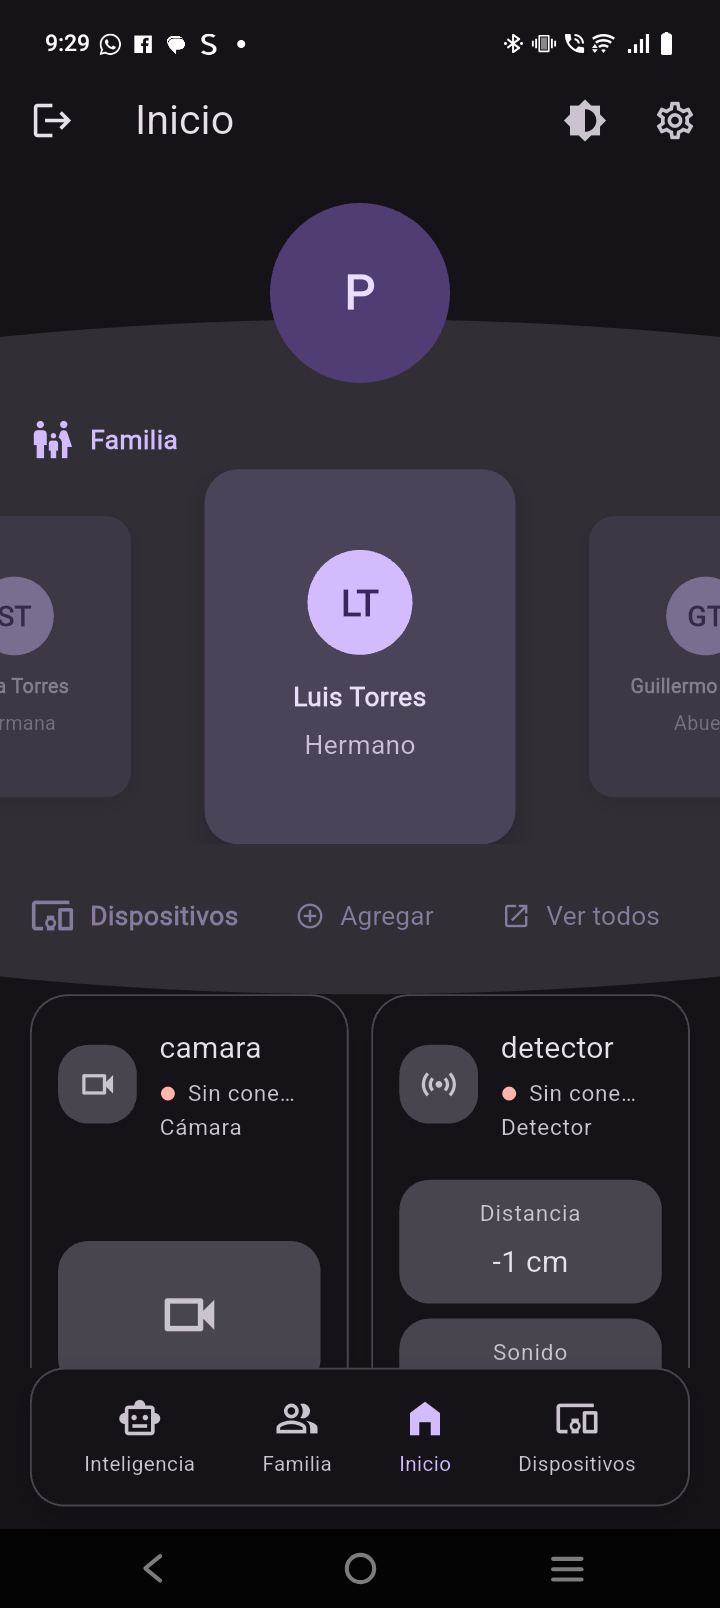 9:29
Inicio
P
Familia
ST
LT
GT
a Torres
Luis Torres
Guillermo
rmana
Hermano
Abue
Dispositivos
Agregar
Ver todos
camara
Sin cone...
Cámara
detector
Sin cone...
Detector
Distancia
-1 cm
Sonido
Inteligencia
Familia
Inicio
Dispositivos